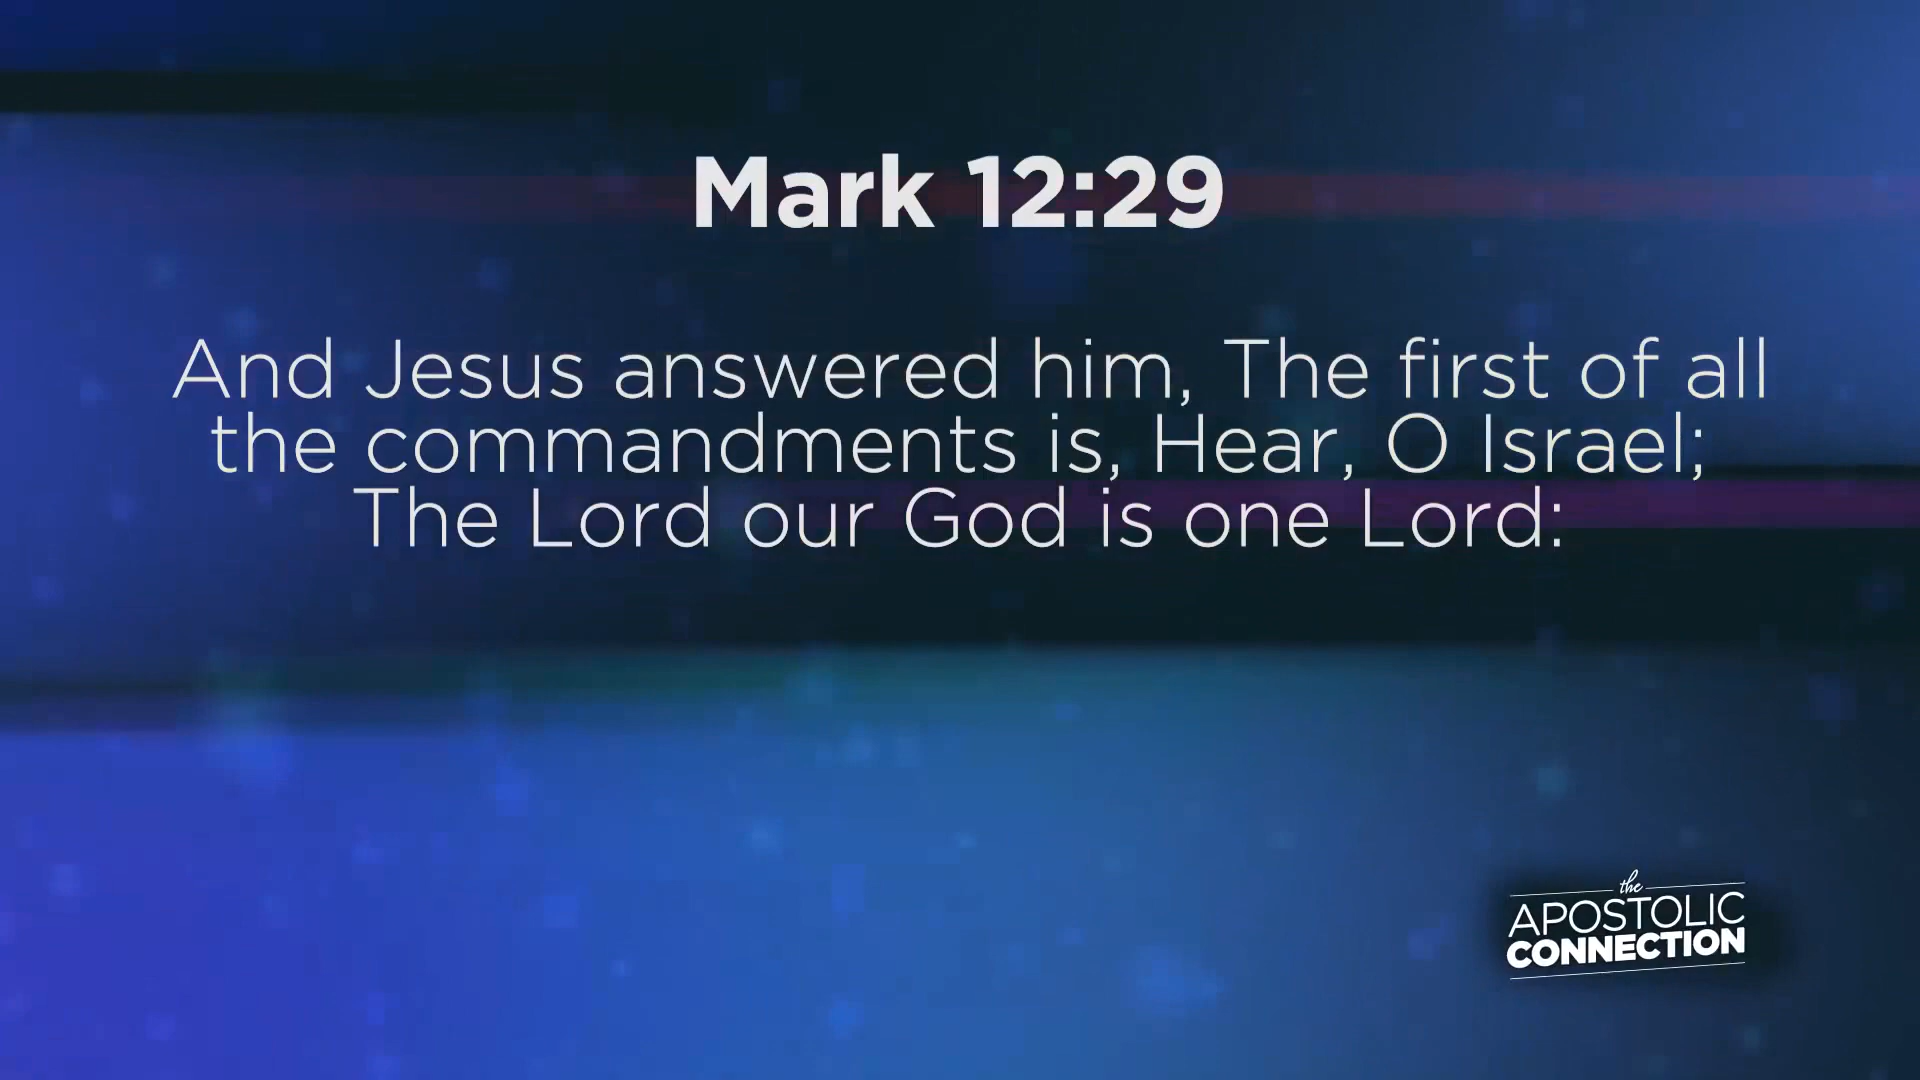 Mark 12:29
And Jesus answered him, The first of all
the commandments is, Hear, O Israel;
The Lord our God is one Lord:
the
APOSTOLIC
CONNECTION